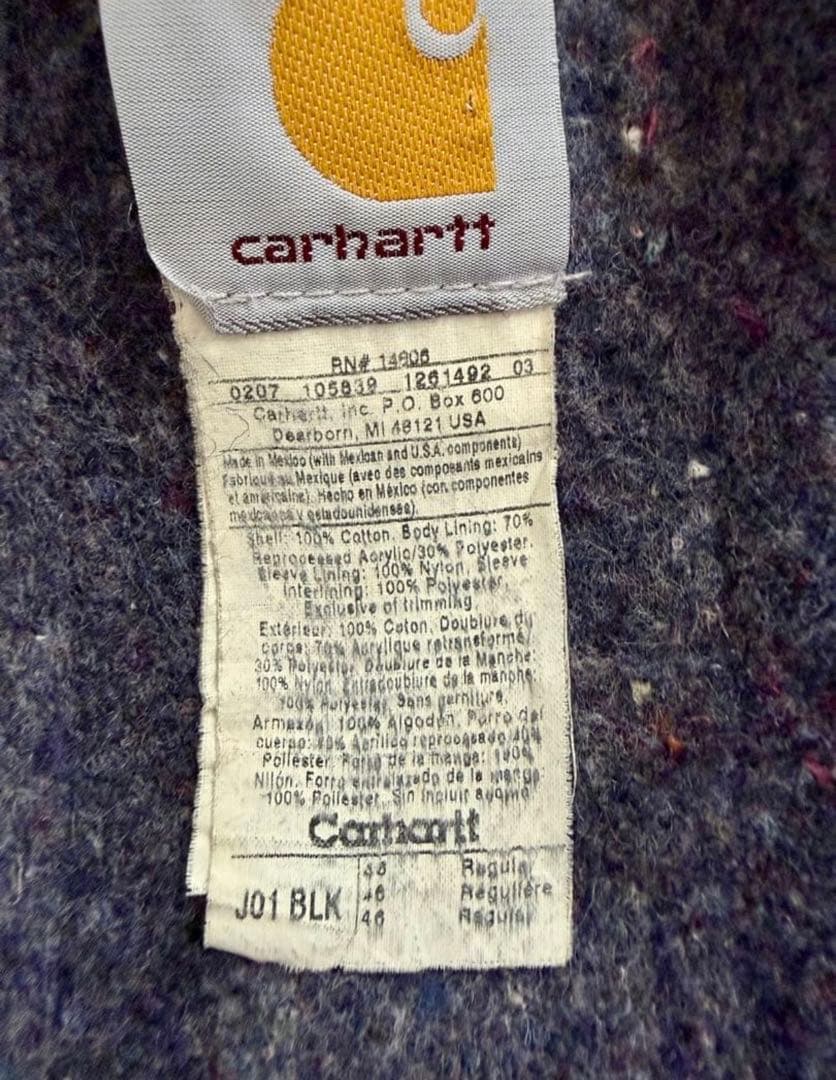 carhartt
RN# 14806
0207 105839 1261492 03
Carhartt, Inc. P.O. Box 600
Dearborn, MI 48121 USA
Made in Mexico (with Mexican and U.S.A. components)
Fabriqué au Mexique (avec des composants mexicains
et américains). Hecho en México (con componentes
mexicanos y estadounidenses).
Shell: 100% Cotton. Body Lining: 70%
Reprocessed Acrylic/30% Polyester.
Sleeve Lining: 100% Nylon, Sleeve
Interlining: 100% Polyester,
Exclusive of trimming
Extérieur: 100% Coton, Doublure du
corps: 70% Acrylique retransformé/
30% Polyester, Doublure de la Manche:
100% Nylon, Entredoublure de la manche:
100% Polyester, Sans garniture.
Armazón 100% Algodón. Forro del
cuerpo: Acrílico reprocesado
Poliester. Forro de la manga: 100%
Nilón. Forro entrelazado de la manga
100% Poliester. Sin incluir adorno
Carhartt
46 Regular
J01 BLK 46 Régulière
46 Regular